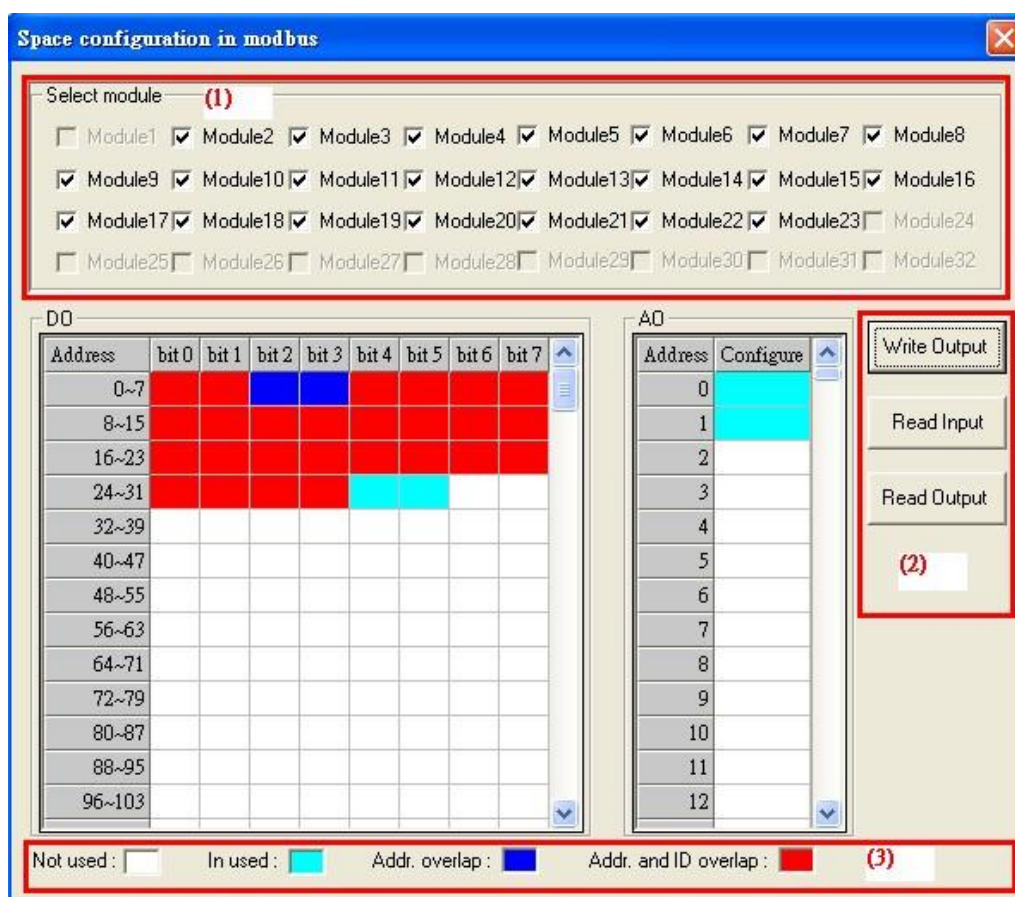 Space configuration in modbus
Select module (1)
Module1 Module2 Module3 Module4 Module5 Module6 Module7 Module8
Module9 Module10 Module11 Module12 Module13 Module14 Module15 Module16
Module17 Module18 Module19 Module20 Module21 Module22 Module23 Module24
Module25 Module26 Module27 Module28 Module29 Module30 Module31 Module32
DO
Address bit 0 bit 1 bit 2 bit 3 bit 4 bit 5 bit 6 bit 7
0~7
8~15
16~23
24~31
32~39
40~47
48~55
56~63
64~71
72~79
80~87
88~95
96~103
AO
Address Configure
0
1
2
3
4
5
6
7
8
9
10
11
12
Write Output
Read Input
Read Output
(2)
Not used : In used : Addr. overlap : Addr. and ID overlap : (3)